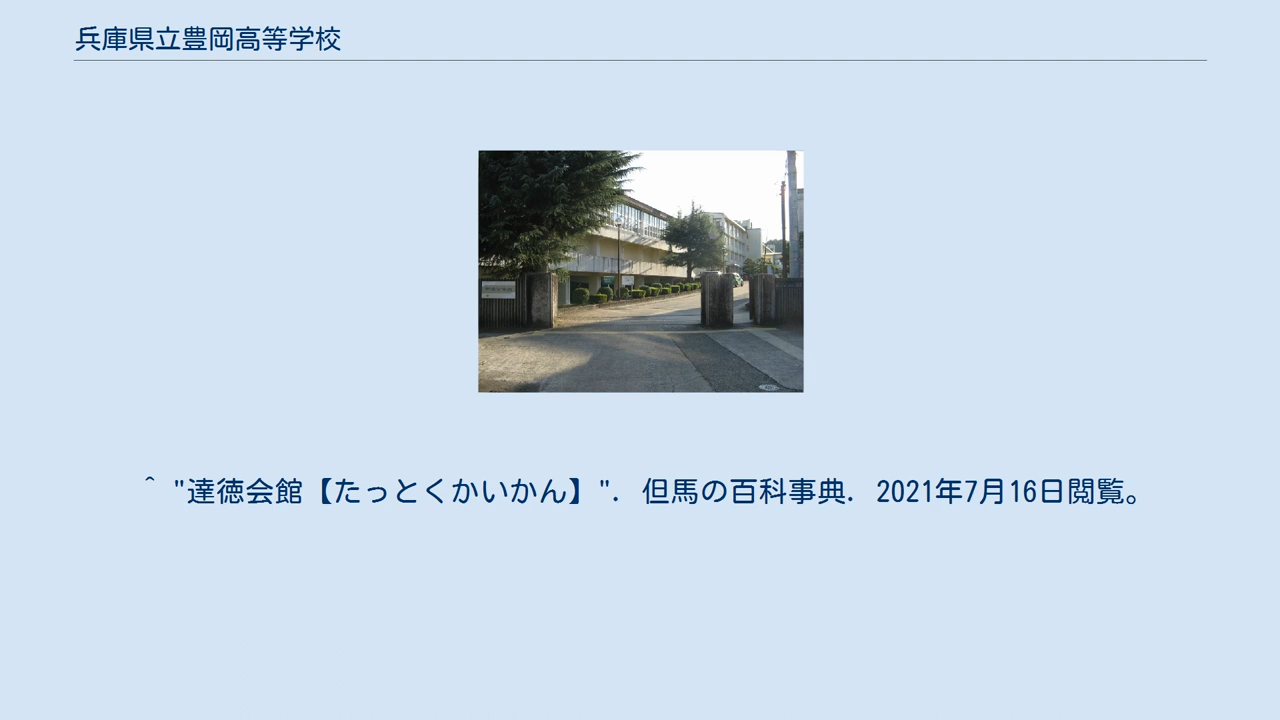 兵庫県立豊岡高等学校
^ "達徳会館【たっとくかいかん】". 但馬の百科事典. 2021年7月16日閲覧。